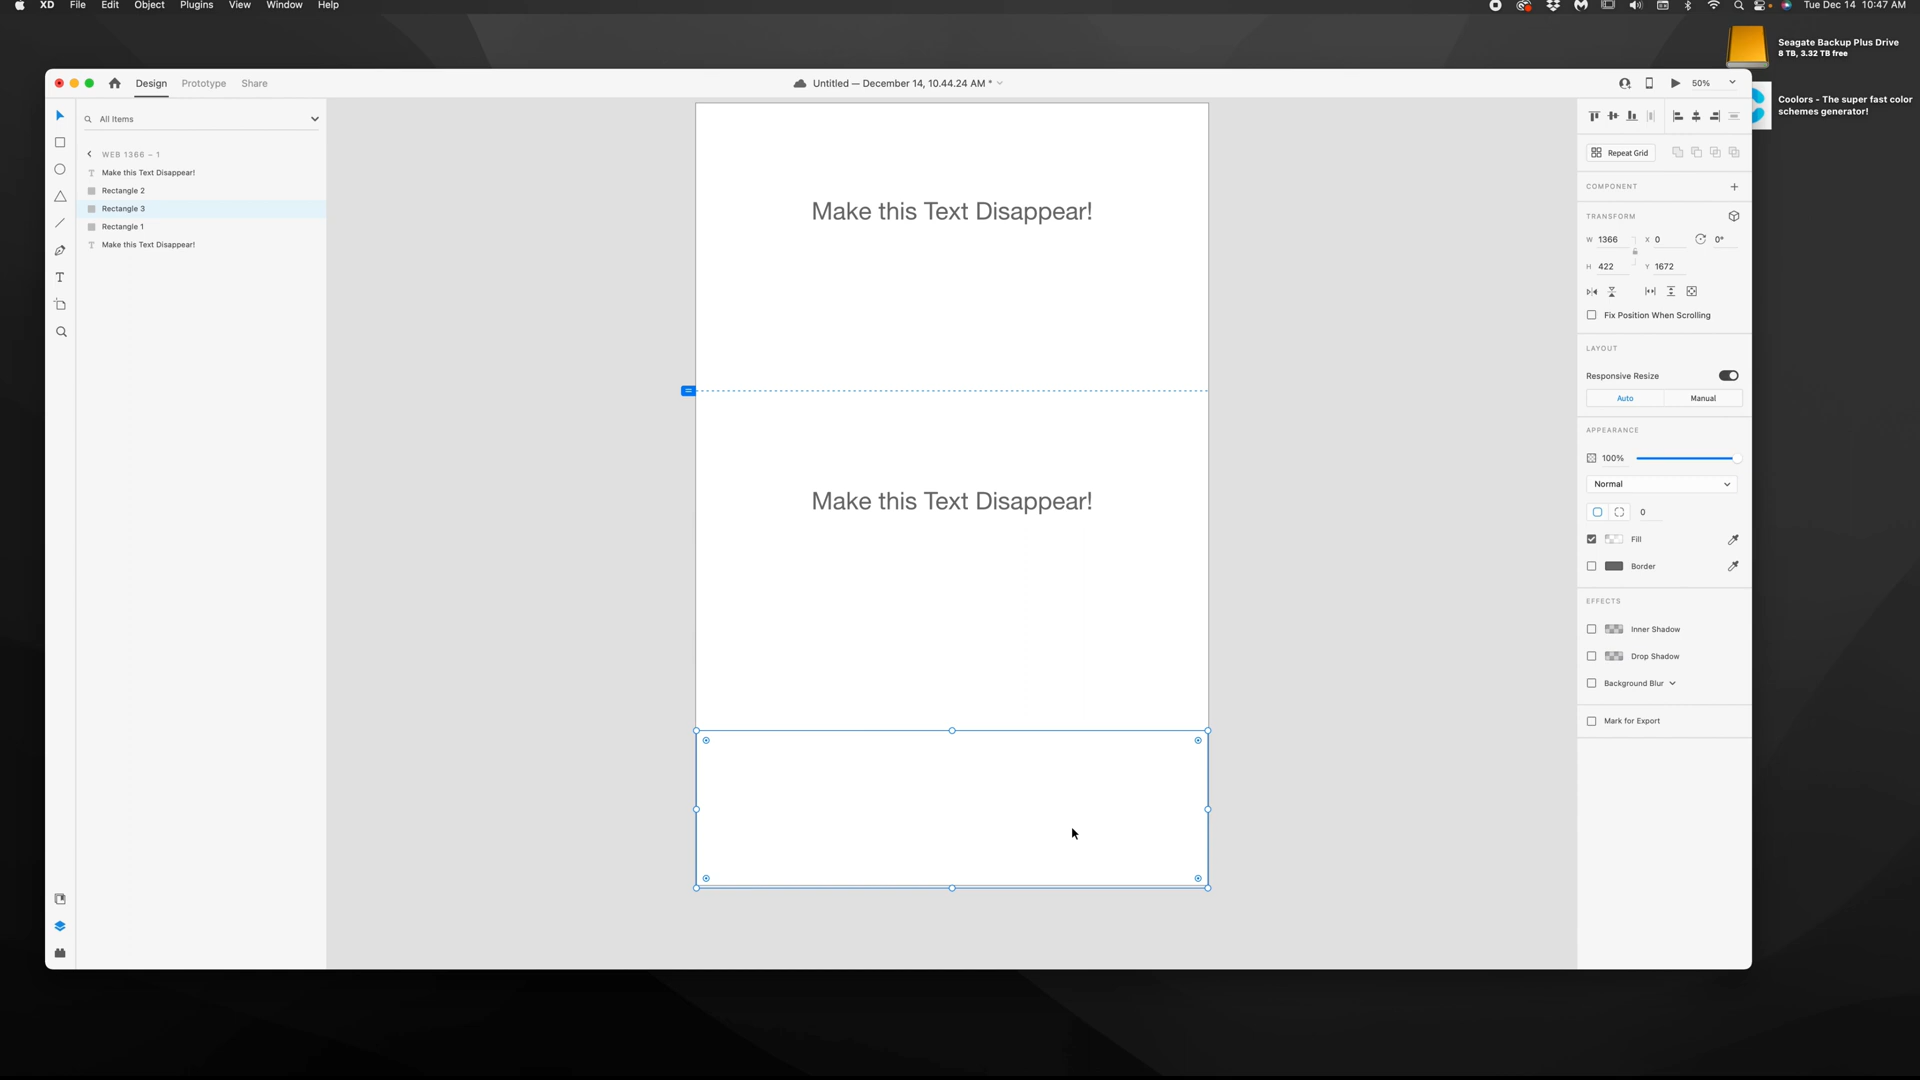 XD File Edit Object Plugins View Window Help
Tue Dec 14 10:47 AM
Seagate Backup Plus Drive
8 TB, 3.32 TB free
Coolors - The super fast color
schemes generator!
Design Prototype Share
Untitled — December 14, 10.44.24 AM *
50%
All Items
WEB 1366 – 1
Make this Text Disappear!
Rectangle 2
Rectangle 3
Rectangle 1
Make this Text Disappear!
Make this Text Disappear!
Make this Text Disappear!
Repeat Grid
COMPONENT
TRANSFORM
W 1366 X 0 0°
H 422 Y 1672
Fix Position When Scrolling
LAYOUT
Responsive Resize
Auto Manual
APPEARANCE
100%
Normal
0
Fill
Border
EFFECTS
Inner Shadow
Drop Shadow
Background Blur
Mark for Export